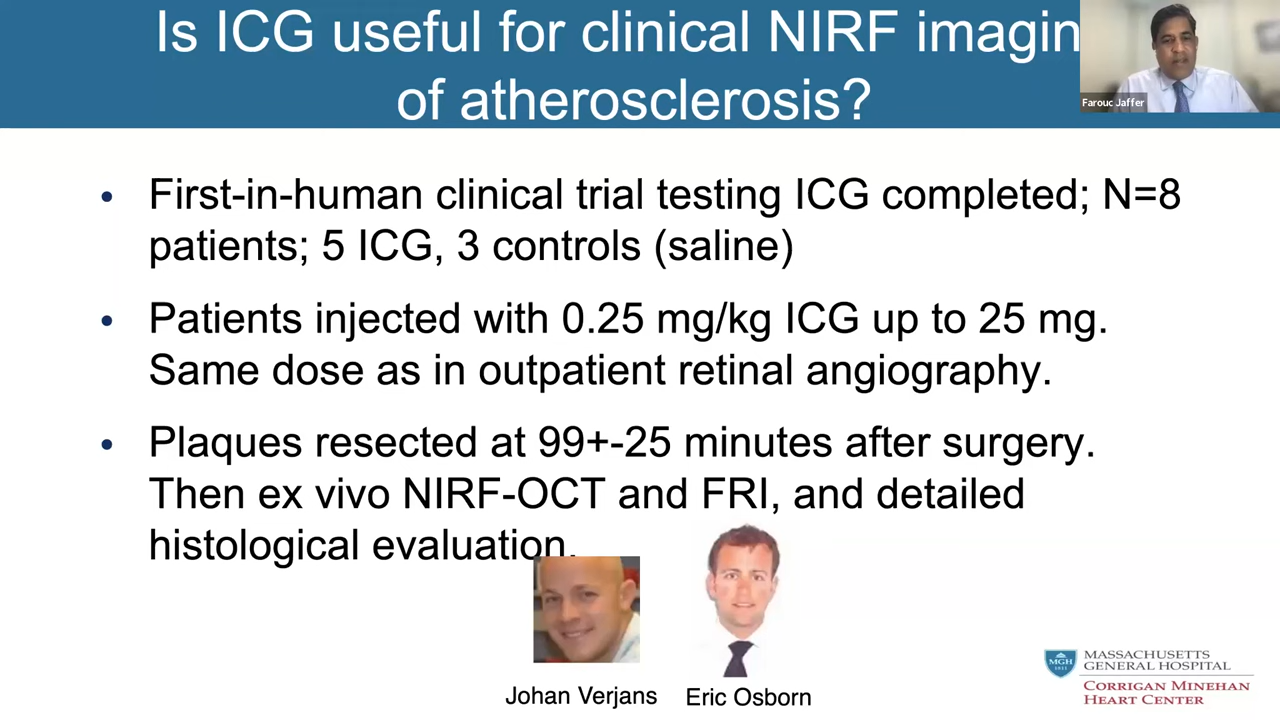 Is ICG useful for clinical NIRF imagin
of atherosclerosis?
Farouc Jaffer
• First-in-human clinical trial testing ICG completed; N=8
patients; 5 ICG, 3 controls (saline)
• Patients injected with 0.25 mg/kg ICG up to 25 mg.
Same dose as in outpatient retinal angiography.
• Plaques resected at 99+-25 minutes after surgery.
Then ex vivo NIRF-OCT and FRI, and detailed
histological evaluation.
Johan Verjans
Eric Osborn
MGH
1811
MASSACHUSETTS
GENERAL HOSPITAL
CORRIGAN MINEHAN
HEART CENTER